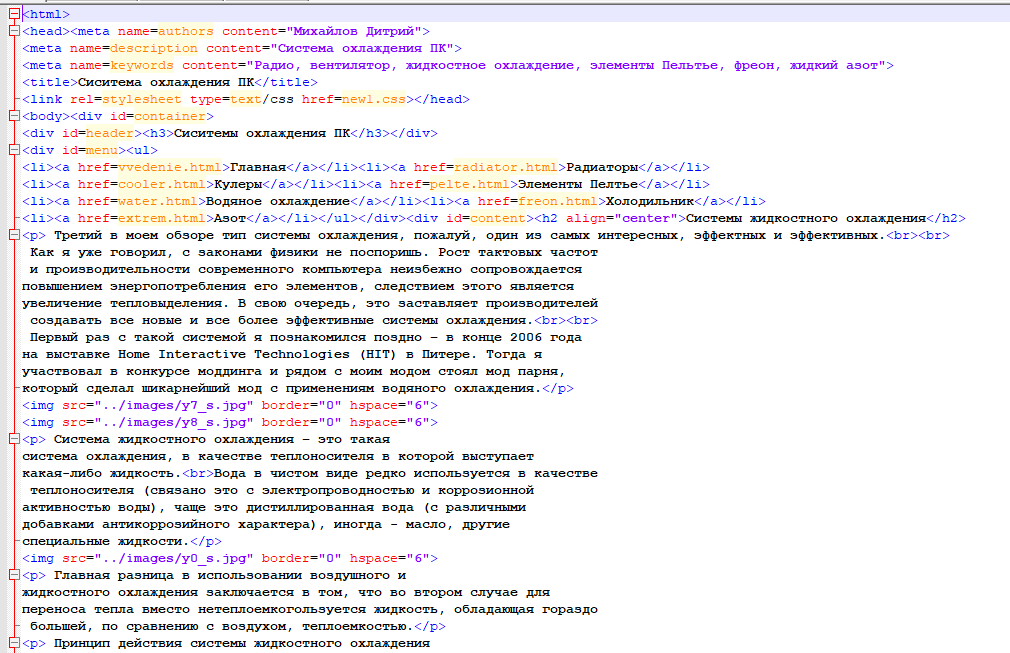 <html>
<head><meta name=authors content="Михайлов Дитрий">
<meta name=description content="Система охлаждения ПК">
<meta name=keywords content="Радио, вентилятор, жидкостное охлаждение, элементы Пельтье, фреон, жидкий азот">
<title>Сиситема охлаждения ПК</title>
<link rel=stylesheet type=text/css href=new1.css></head>
<body><div id=container>
<div id=header><h3>Сиситемы охлаждения ПК</h3></div>
<div id=menu><ul>
<li><a href=vvedenie.html>Главная</a></li><li><a href=radiator.html>Радиаторы</a></li>
<li><a href=cooler.html>Кулеры</a></li><li><a href=pelte.html>Элементы Пелтье</a></li>
<li><a href=water.html>Водяное охлаждение</a></li><li><a href=freon.html>Холодильник</a></li>
<li><a href=extrem.html>Азот</a></li></ul></div><div id=content><h2 align="center">Системы жидкостного охлаждения</h2>
<p> Третий в моем обзоре тип системы охлаждения, пожалуй, один из самых интересных, эффектных и эффективных.<br><br>
Как я уже говорил, с законами физики не поспоришь. Рост тактовых частот
и производительности современного компьютера неизбежно сопровождается
повышением энергопотребления его элементов, следствием этого является
увеличение тепловыделения. В свою очередь, это заставляет производителей
создавать все новые и все более эффективные системы охлаждения.<br><br>
Первый раз с такой системой я познакомился поздно – в конце 2006 года
на выставке Home Interactive Technologies (HIT) в Питере. Тогда я
участвовал в конкурсе моддинга и рядом с моим модом стоял мод парня,
который сделал шикарнейший мод с применениям водяного охлаждения.</p>
<img src="../images/y7_s.jpg" border="0" hspace="6">
<img src="../images/y8_s.jpg" border="0" hspace="6">
<p> Система жидкостного охлаждения – это такая
система охлаждения, в качестве теплоносителя в которой выступает
какая-либо жидкость.<br>Вода в чистом виде редко используется в качестве
теплоносителя (связано это с электропроводностью и коррозионной
активностью воды), чаще это дистиллированная вода (с различными
добавками антикоррозийного характера), иногда - масло, другие
специальные жидкости.</p>
<img src="../images/y0_s.jpg" border="0" hspace="6">
<p> Главная разница в использовании воздушного и
жидкостного охлаждения заключается в том, что во втором случае для
переноса тепла вместо нетеплоемкогользуется жидкость, обладающая гораздо
большей, по сравнению с воздухом, теплоемкостью.</p>
<p> Принцип действия системы жидкостного охлаждения